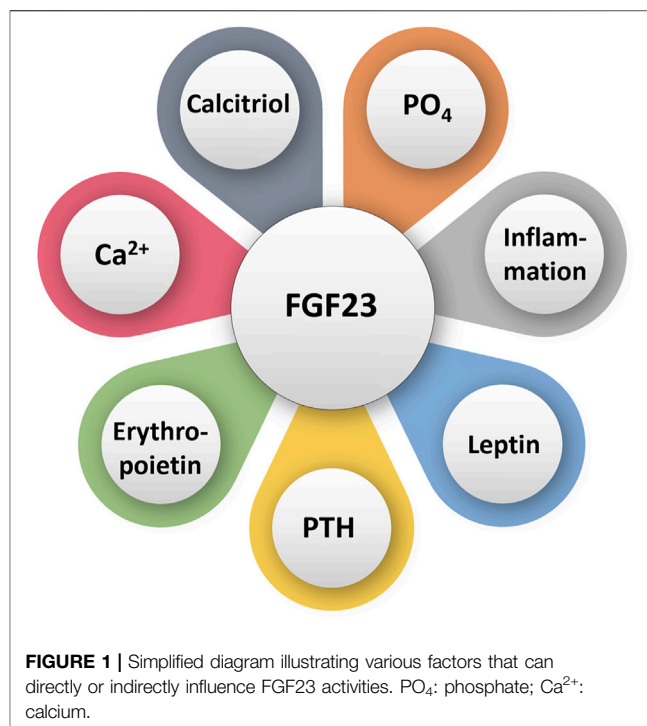 Calcitriol
PO₄
Ca²⁺
Inflam-
mation
FGF23
Erythro-
poietin
Leptin
PTH
FIGURE 1 | Simplified diagram illustrating various factors that can
directly or indirectly influence FGF23 activities. PO₄: phosphate; Ca²⁺:
calcium.